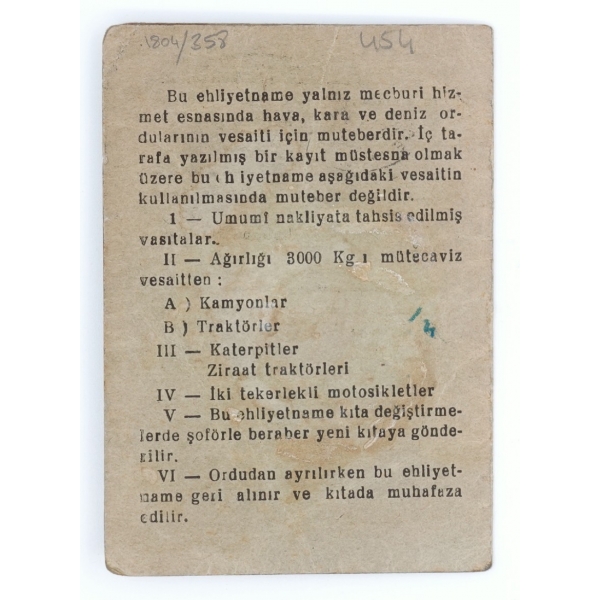 1804/358 454
Bu ehliyetname yalnız mecburi hiz-
met esnasında hava, kara ve deniz or-
dularının vesaiti için muteberdir. İç ta-
rafa yazılmış bir kayıt müstesna olmak
üzere bu h iyetname aşağıdaki vesaitin
kullanılmasında muteber değildir.
1 — Umumî nakliyata tahsis edilmiş
vasıtalar.
II — Ağırlığı 3000 Kg ı mütecaviz
vesaitten :
A ) Kamyonlar
B ) Traktörler
III — Katerpitler
Ziraat traktörleri
IV — İki tekerlekli motosikletler
V — Bu ehliyetname kıta değiştirme-
lerde şoförle beraber yeni kıtaya gönde-
rilir.
VI — Ordudan ayrılırken bu ehliyet-
name geri alınır ve kıtada muhafaza
edilir.